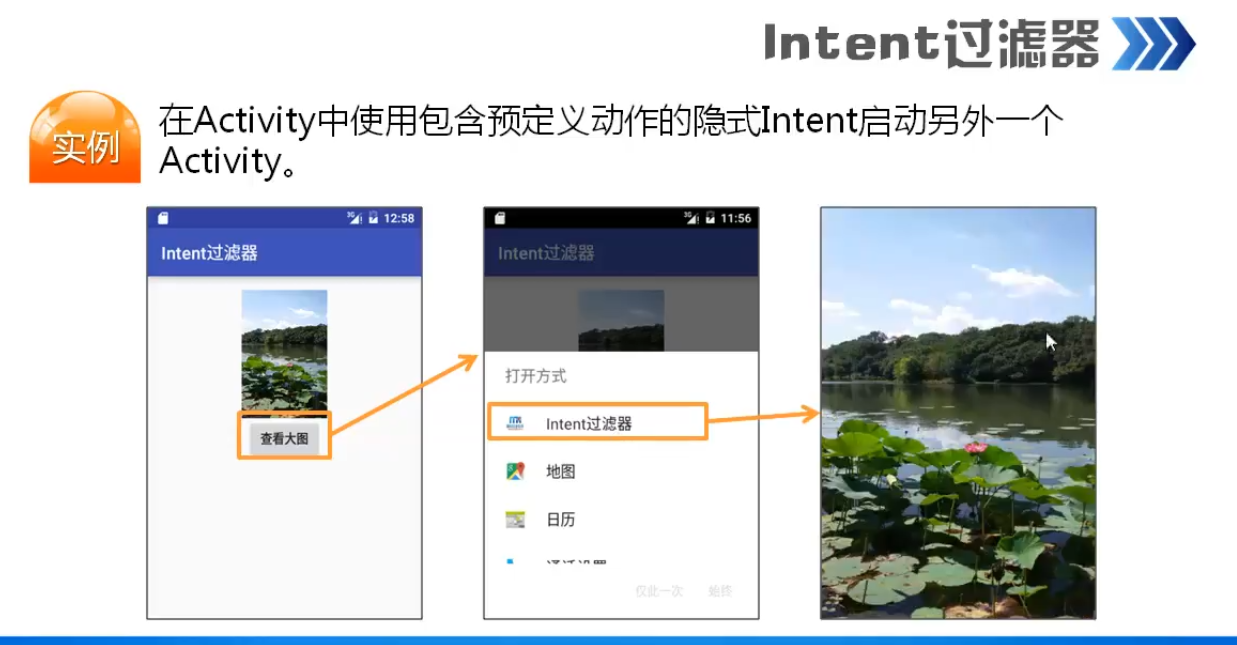 Intent过滤器
实例
在Activity中使用包含预定义动作的隐式Intent启动另外一个
Activity。
12:58
Intent过滤器
查看大图
11:56
Intent过滤器
打开方式
Intent过滤器
地图
日历
仅此一次 始终